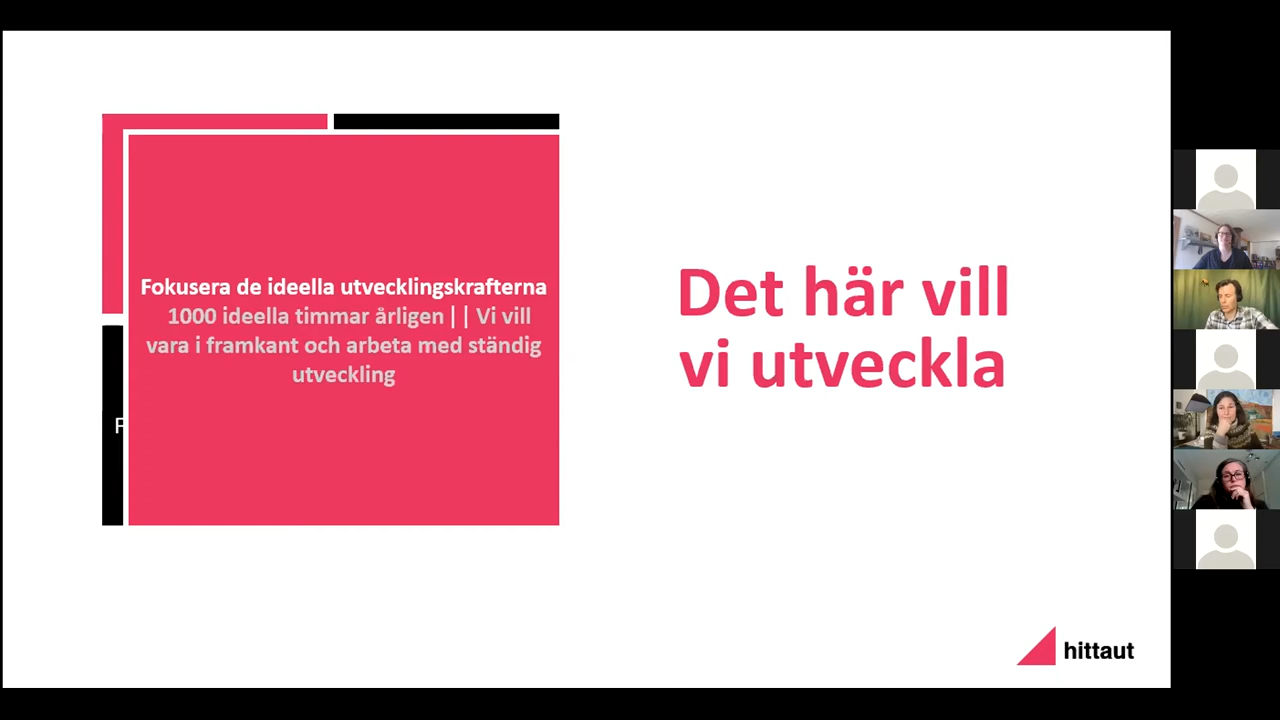 Fokusera de ideella utvecklingskrafterna
1000 ideella timmar årligen || Vi vill
vara i framkant och arbeta med ständig
utveckling
F
Det här vill
vi utveckla
hittaut